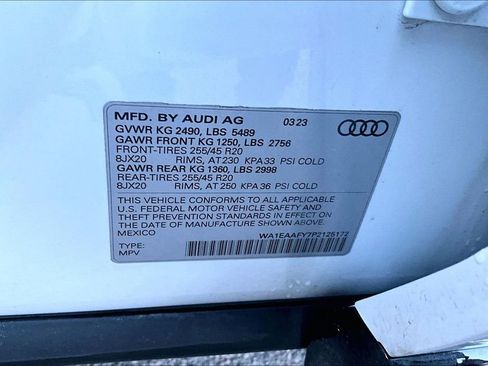 MFD. BY AUDI AG 03 23
GVWR KG 2490, LBS 5489
GAWR FRONT KG 1250, LBS 2756
FRONT-TIRES 255/45 R20
8JX20 RIMS, AT230 KPA33 PSI COLD
GAWR REAR KG 1360, LBS 2998
REAR-TIRES 255/45 R20
8JX20 RIMS, AT 250 KPA36 PSI COLD
THIS VEHICLE CONFORMS TO ALL APPLICABLE
U.S. FEDERAL MOTOR VEHICLE SAFETY AND
THEFT PREVENTION STANDARDS IN EFFECT ON
THE DATE OF MANUFACTURE SHOWN ABOVE.
MEXICO
WA1EAAFY7P2125172
TYPE:
MPV